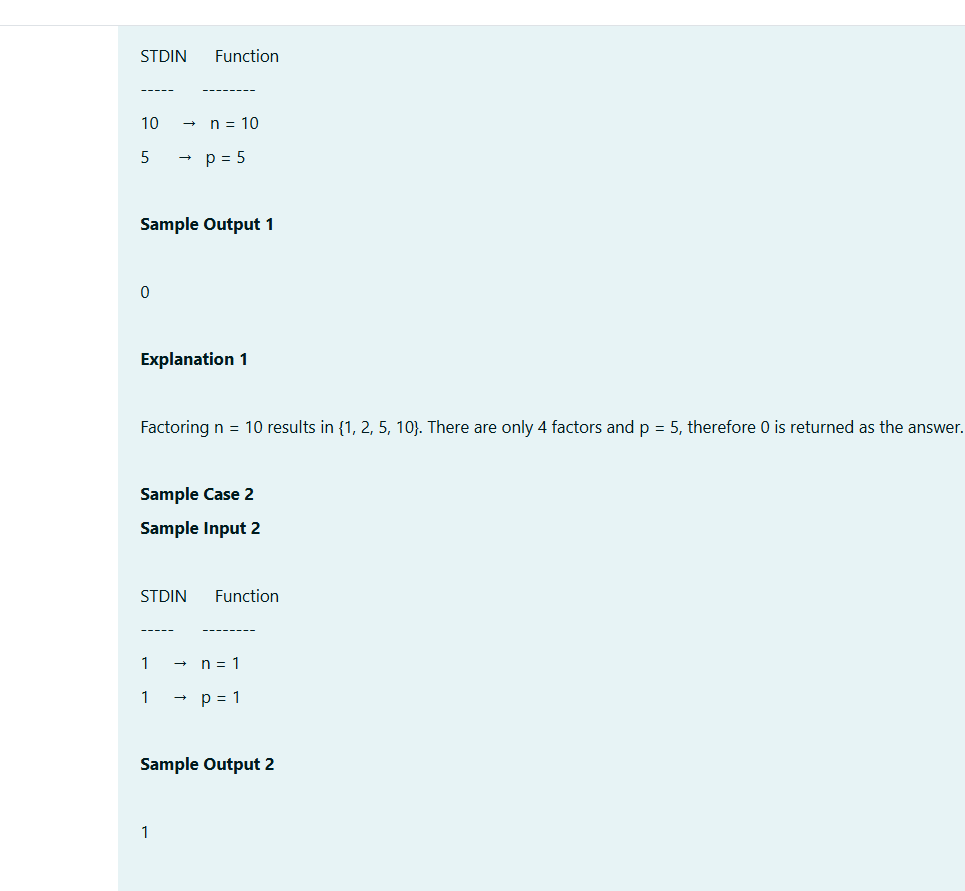 STDIN Function
----- --------
10 → n = 10
5 → p = 5
Sample Output 1
0
Explanation 1
Factoring n = 10 results in {1, 2, 5, 10}. There are only 4 factors and p = 5, therefore 0 is returned as the answer.
Sample Case 2
Sample Input 2
STDIN Function
----- --------
1 → n = 1
1 → p = 1
Sample Output 2
1